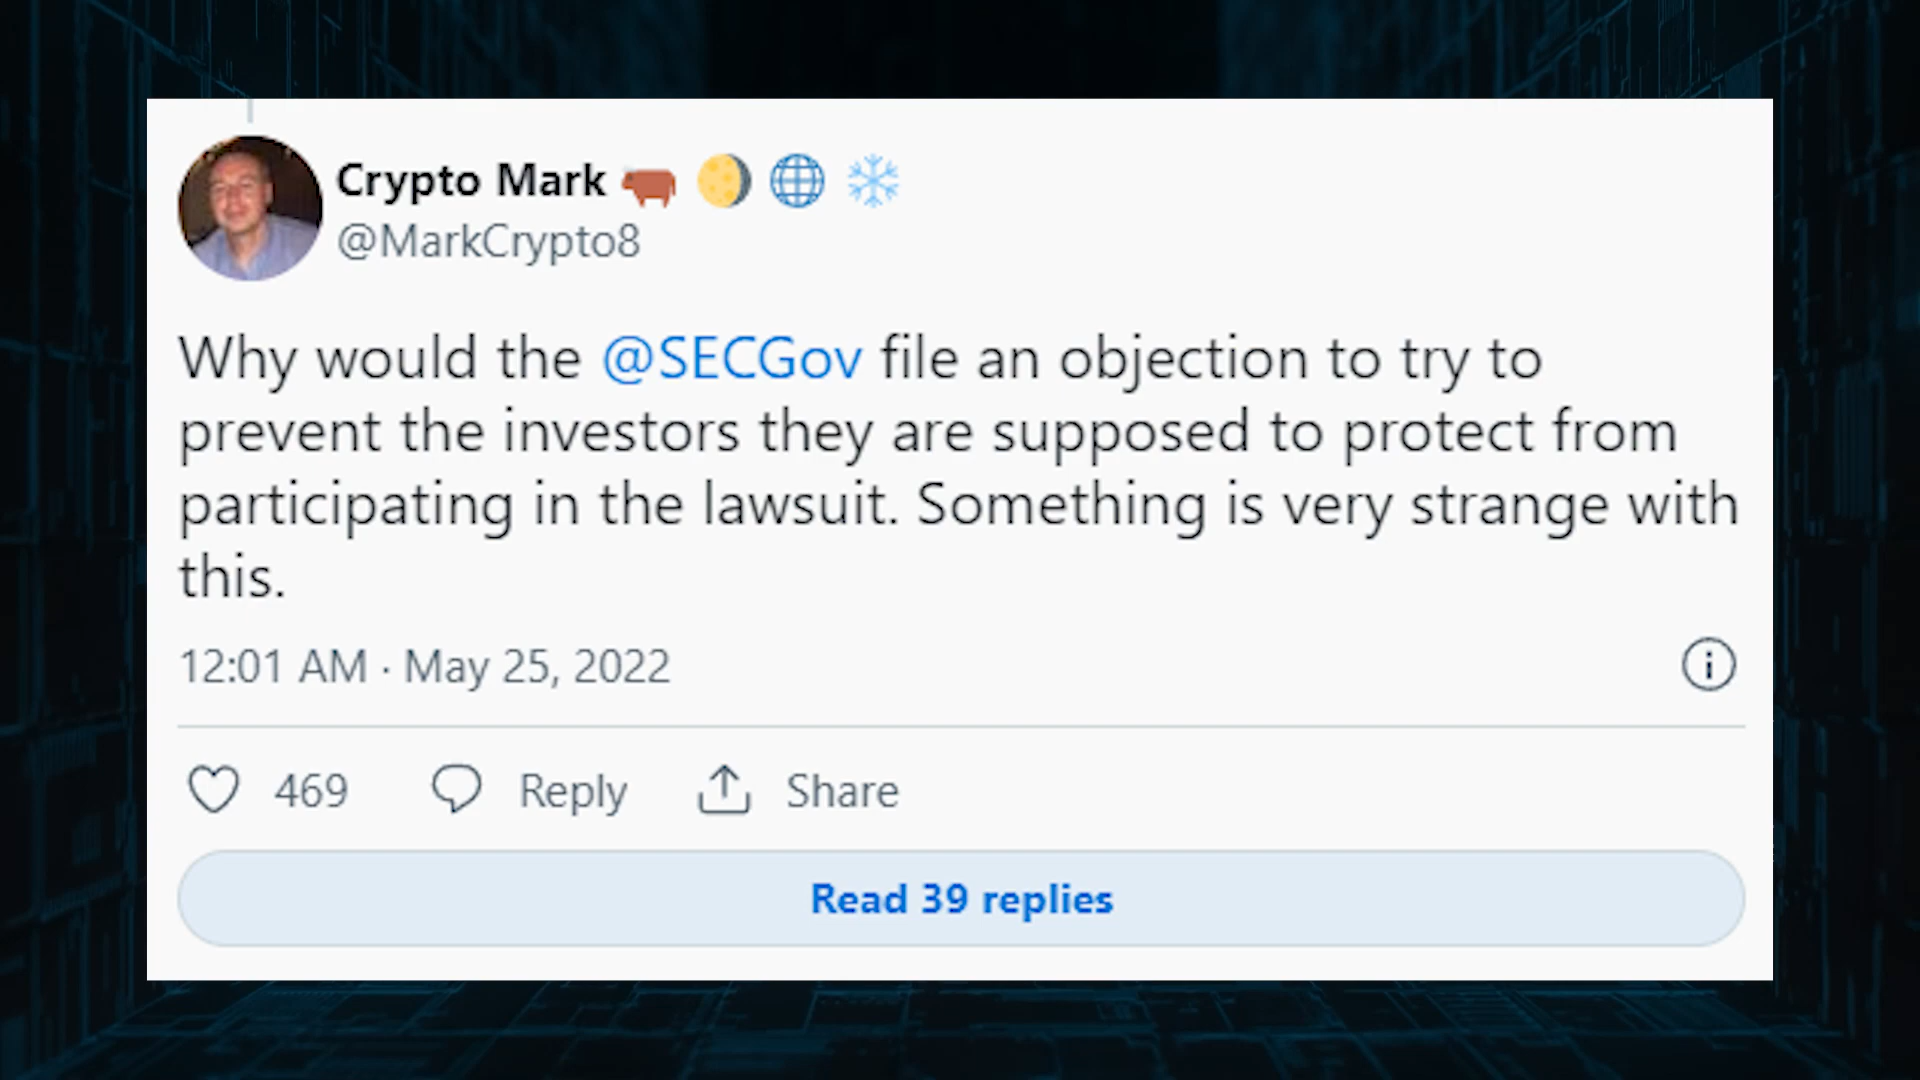 Crypto Mark 🐂 🌖 🌐 ❄️
@MarkCrypto8
Why would the @SECGov file an objection to try to
prevent the investors they are supposed to protect from
participating in the lawsuit. Something is very strange with
this.
12:01 AM · May 25, 2022
469 Reply Share
Read 39 replies